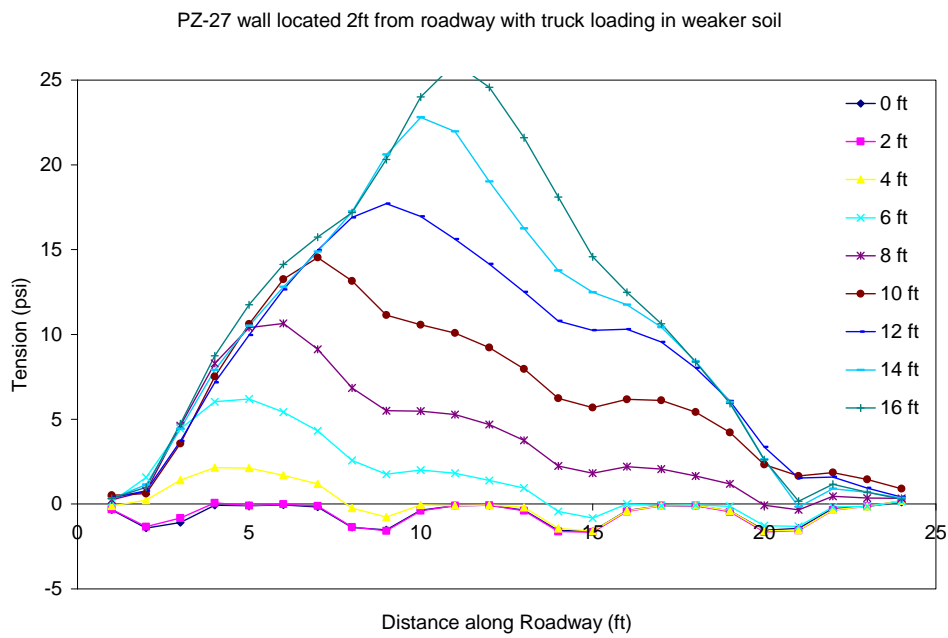 PZ-27 wall located 2ft from roadway with truck loading in weaker soil
25
20
15
10
5
0
-5
Tension (psi)
0
5
10
15
20
25
Distance along Roadway (ft)
0 ft
2 ft
4 ft
6 ft
8 ft
10 ft
12 ft
14 ft
16 ft